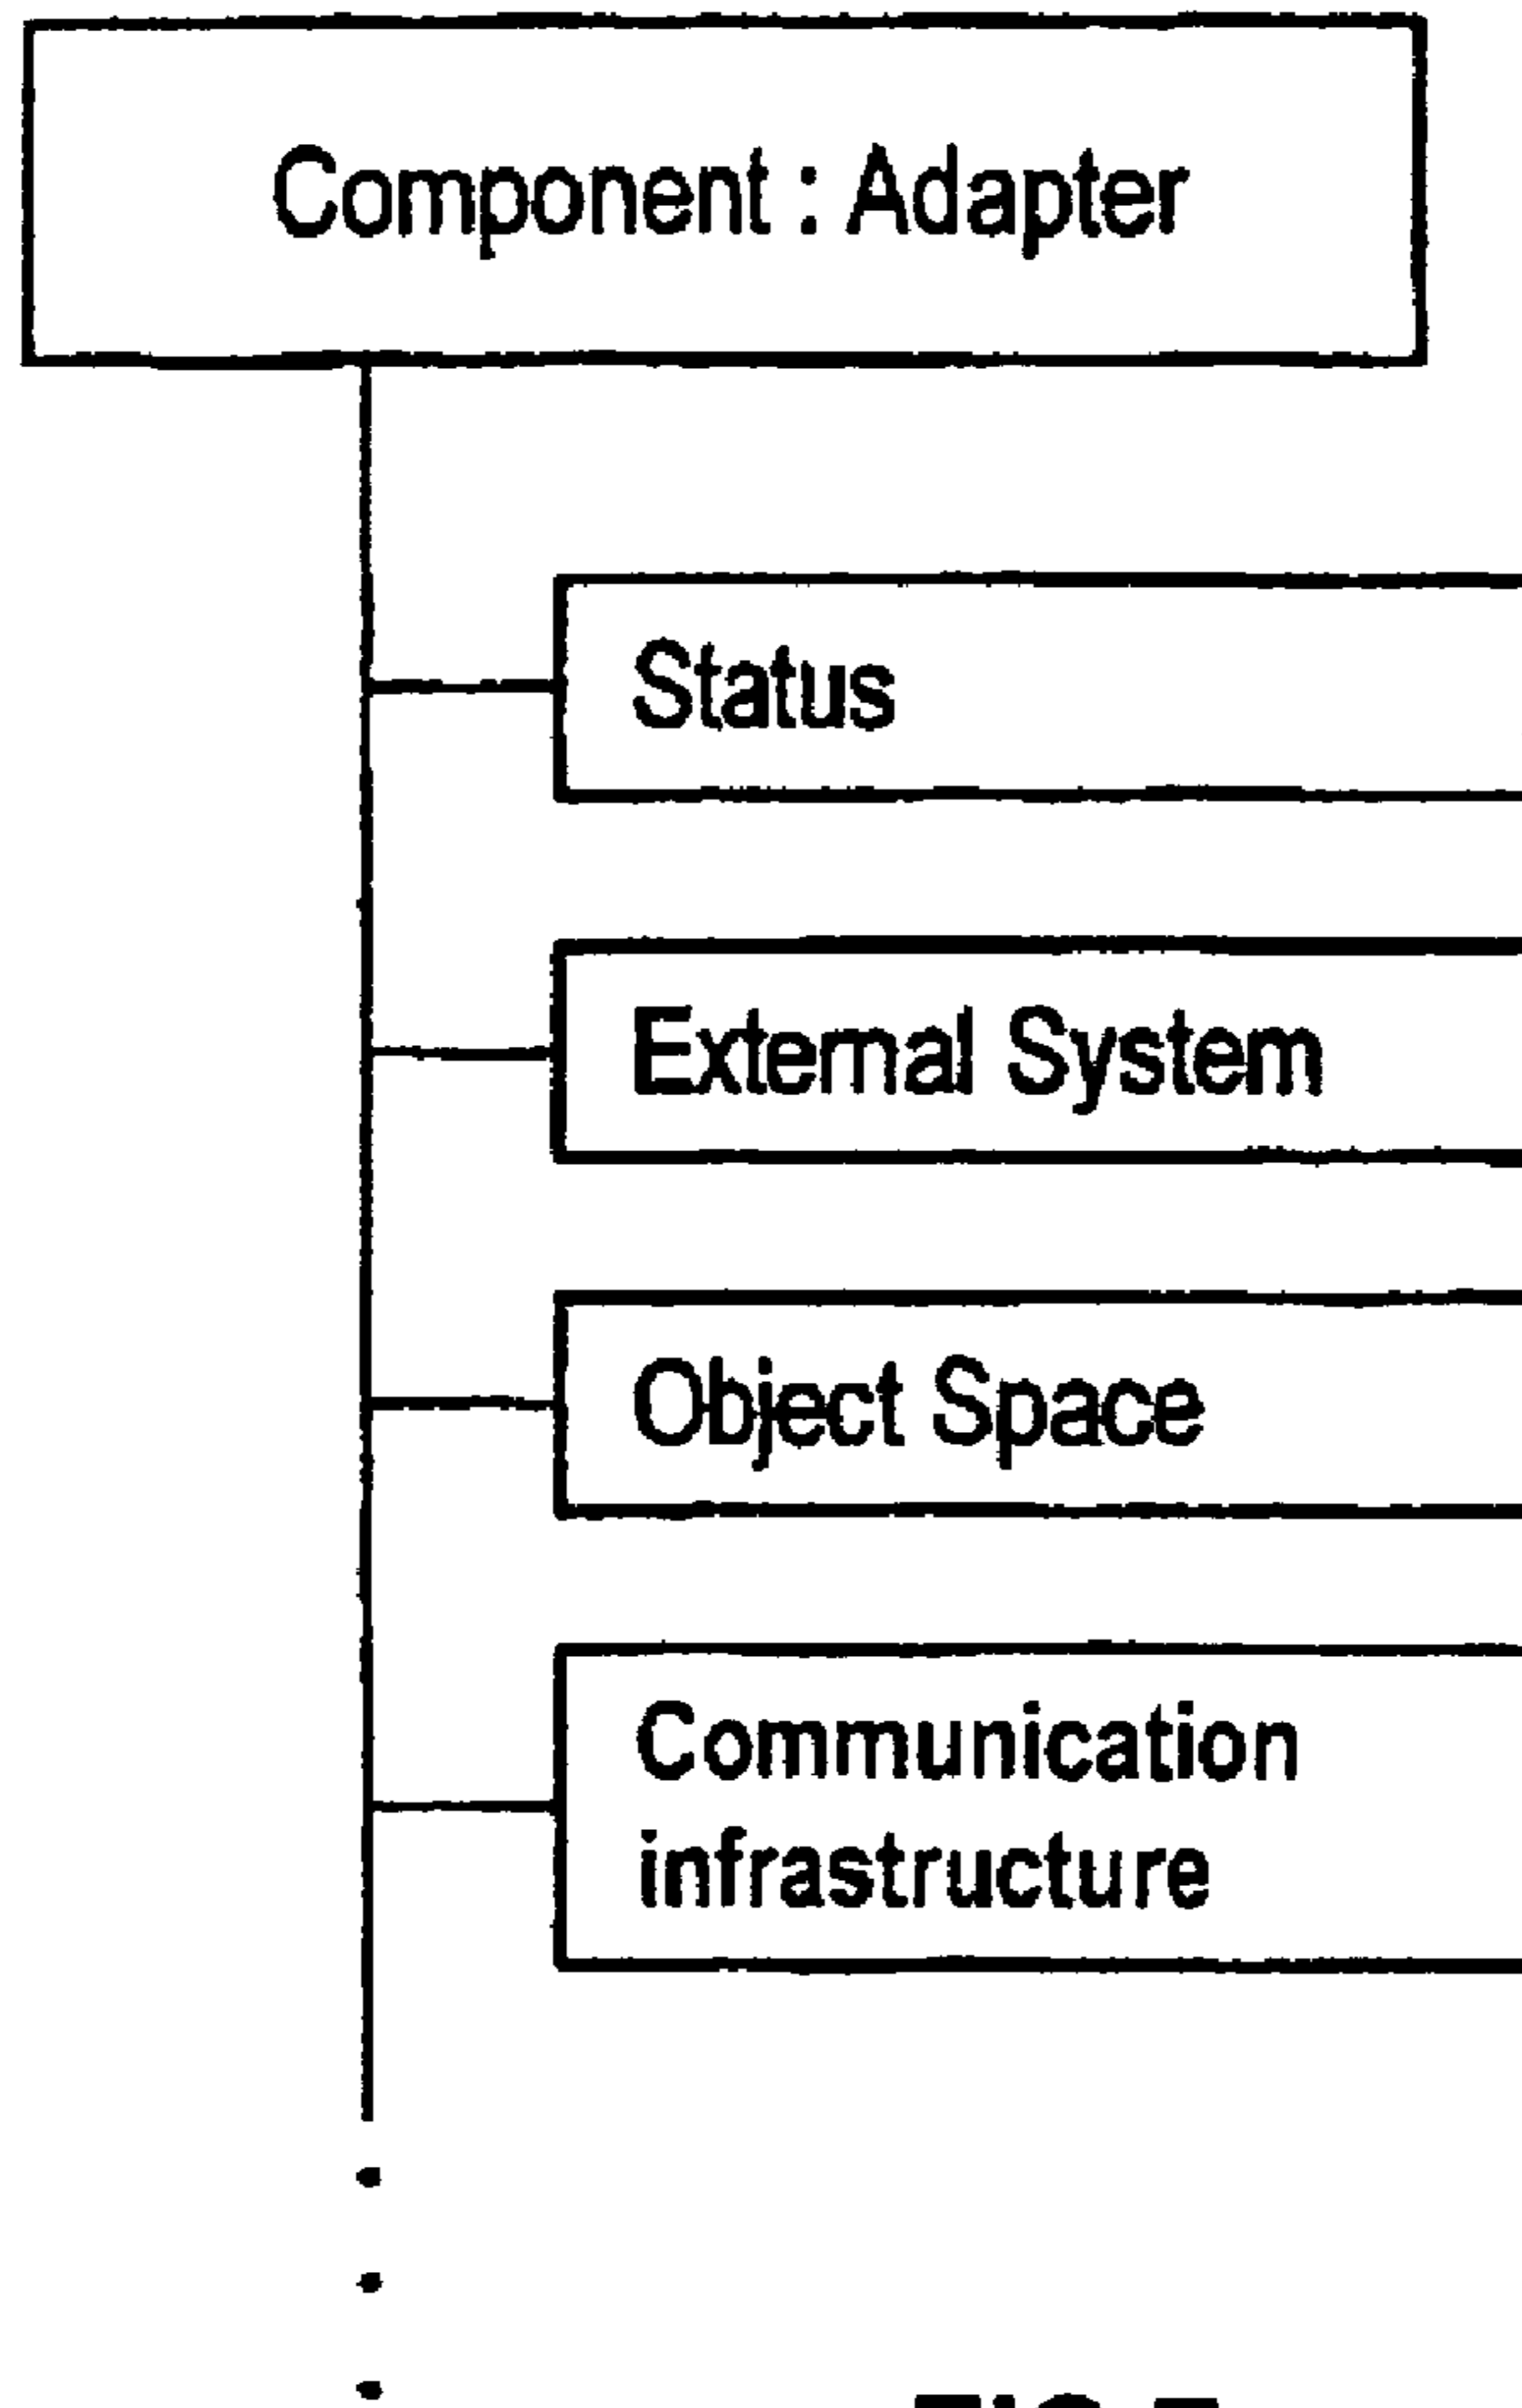 Component : Adapter
Status
External System
Object Space
Communication
infrastructure